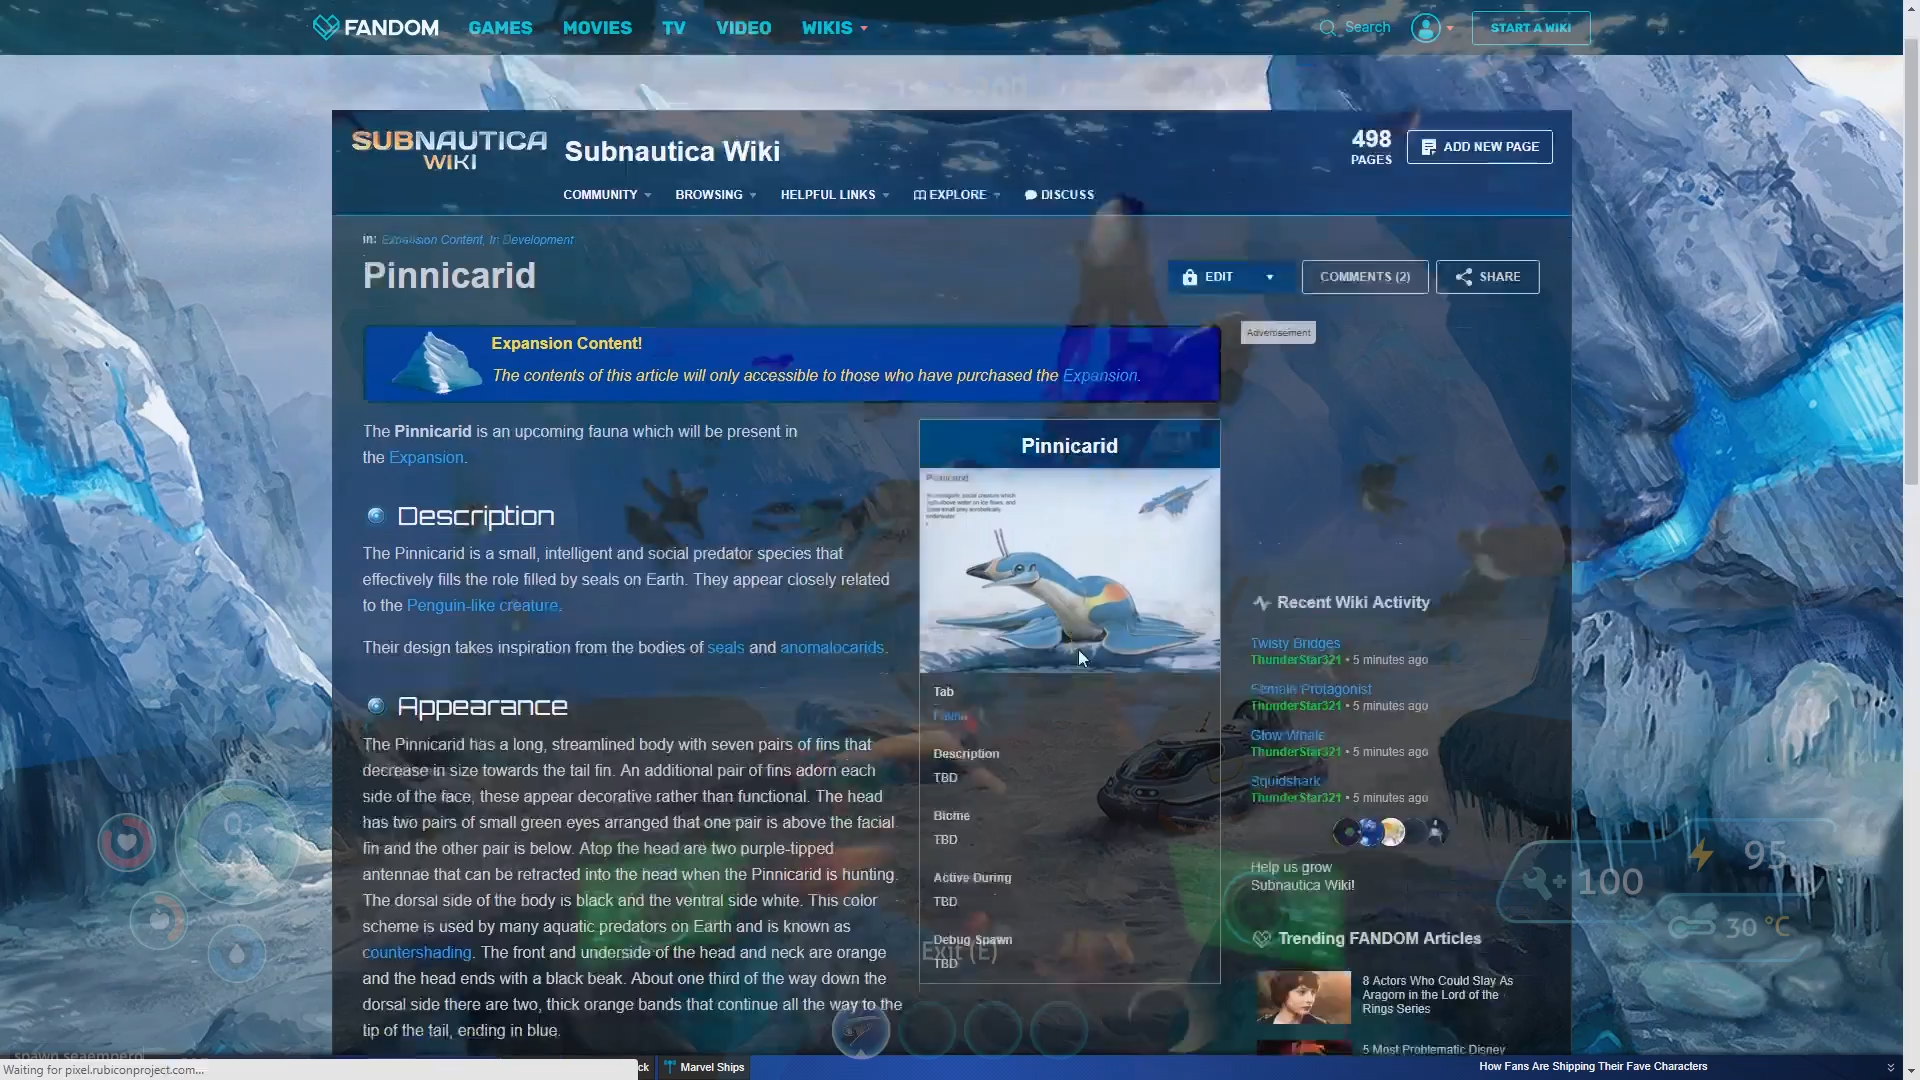 FANDOM GAMES MOVIES TV VIDEO WIKIS Search START A WIKI
SUBNAUTICA
WIKI
Subnautica Wiki
498
PAGES
ADD NEW PAGE
COMMUNITY BROWSING HELPFUL LINKS EXPLORE DISCUSS
in: Expansion Content, In Development
Pinnicarid
EDIT COMMENTS (2) SHARE
Expansion Content!
The contents of this article will only accessible to those who have purchased the Expansion.
Advertisement
The Pinnicarid is an upcoming fauna which will be present in
the Expansion.
Description
The Pinnicarid is a small, intelligent and social predator species that
effectively fills the role filled by seals on Earth. They appear closely related
to the Penguin-like creature.
Their design takes inspiration from the bodies of seals and anomalocarids.
Appearance
The Pinnicarid has a long, streamlined body with seven pairs of fins that
decrease in size towards the tail fin. An additional pair of fins adorn each
side of the face, these appear decorative rather than functional. The head
has two pairs of small green eyes arranged that one pair is above the facial
fin and the other pair is below. Atop the head are two purple-tipped
antennae that can be retracted into the head when the Pinnicarid is hunting.
The dorsal side of the body is black and the ventral side white. This color
scheme is used by many aquatic predators on Earth and is known as
countershading. The front and underside of the head and neck are orange
and the head ends with a black beak. About one third of the way down the
dorsal side there are two, thick orange bands that continue all the way to the
tip of the tail, ending in blue.
Pinnicarid
Pinnicarid
Tab
Fauna
Description
TBD
Biome
TBD
Active During
TBD
Debug Spawn
TBD
Exit (E)
Recent Wiki Activity
Twisty Bridges
ThunderStar321 • 5 minutes ago
Female Protagonist
ThunderStar321 • 5 minutes ago
Glow Whale
ThunderStar321 • 5 minutes ago
Squidshark
ThunderStar321 • 5 minutes ago
Help us grow
Subnautica Wiki!
Trending FANDOM Articles
8 Actors Who Could Slay As
Aragorn in the Lord of the
Rings Series
5 Most Problematic Disney
0
100
95
30 °C
Waiting for pixel.rubiconproject.com...
ck
Marvel Ships
How Fans Are Shipping Their Fave Characters